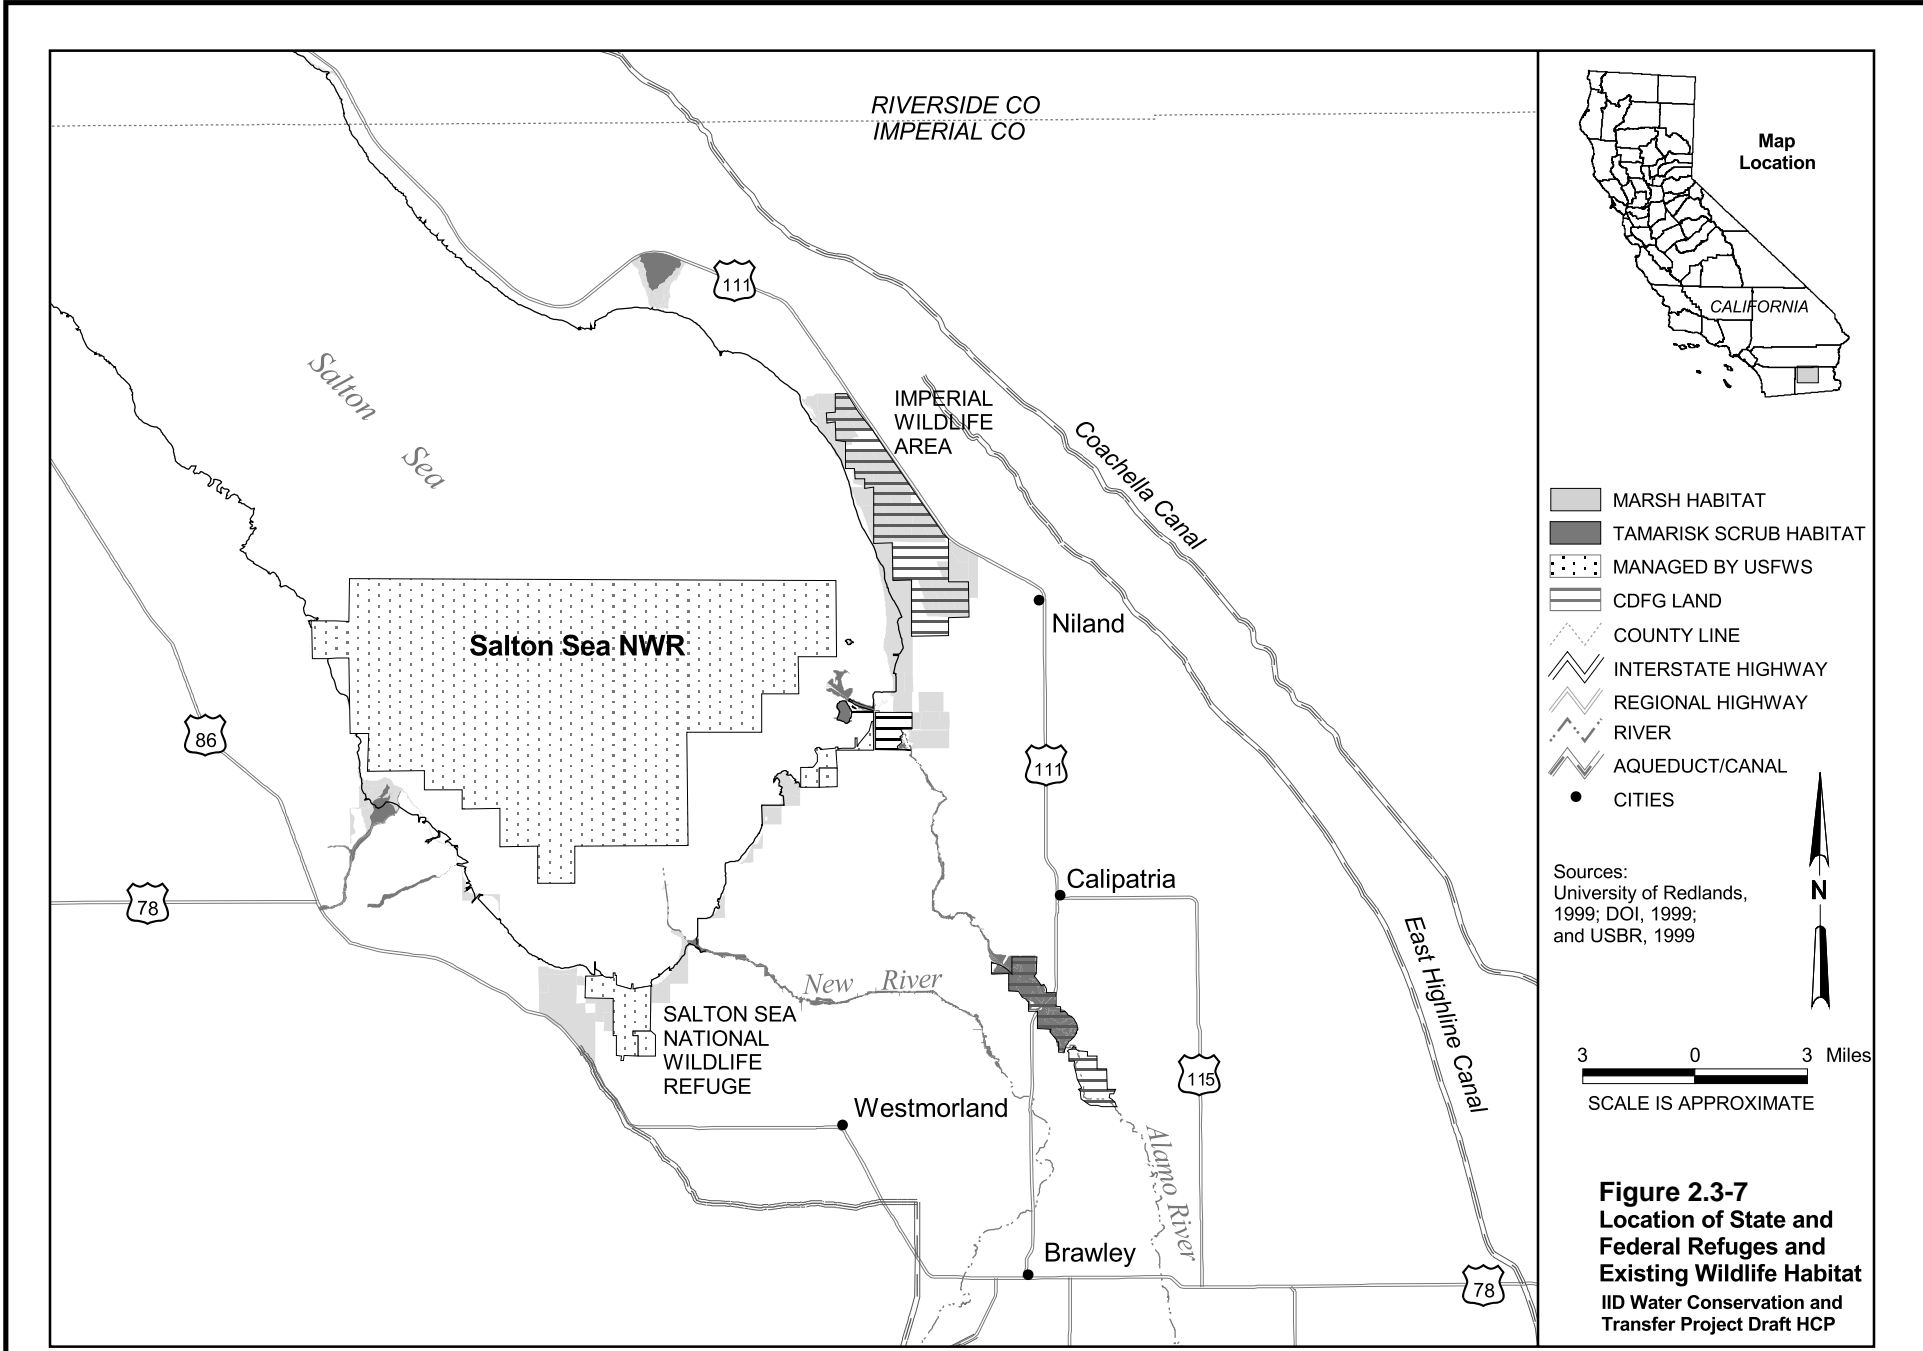 RIVERSIDE CO
IMPERIAL CO
111
Salton
Sea
IMPERIAL
WILDLIFE
AREA
Coachella Canal
Niland
Salton Sea NWR
86
111
78
Calipatria
New River
East Highline Canal
SALTON SEA
NATIONAL
WILDLIFE
REFUGE
115
Westmorland
Alamo River
Brawley
78
Map
Location
CALIFORNIA
MARSH HABITAT
TAMARISK SCRUB HABITAT
MANAGED BY USFWS
CDFG LAND
COUNTY LINE
INTERSTATE HIGHWAY
REGIONAL HIGHWAY
RIVER
AQUEDUCT/CANAL
CITIES
Sources:
University of Redlands,
1999; DOI, 1999;
and USBR, 1999
N
3 0 3 Miles
SCALE IS APPROXIMATE
Figure 2.3-7
Location of State and
Federal Refuges and
Existing Wildlife Habitat
IID Water Conservation and
Transfer Project Draft HCP